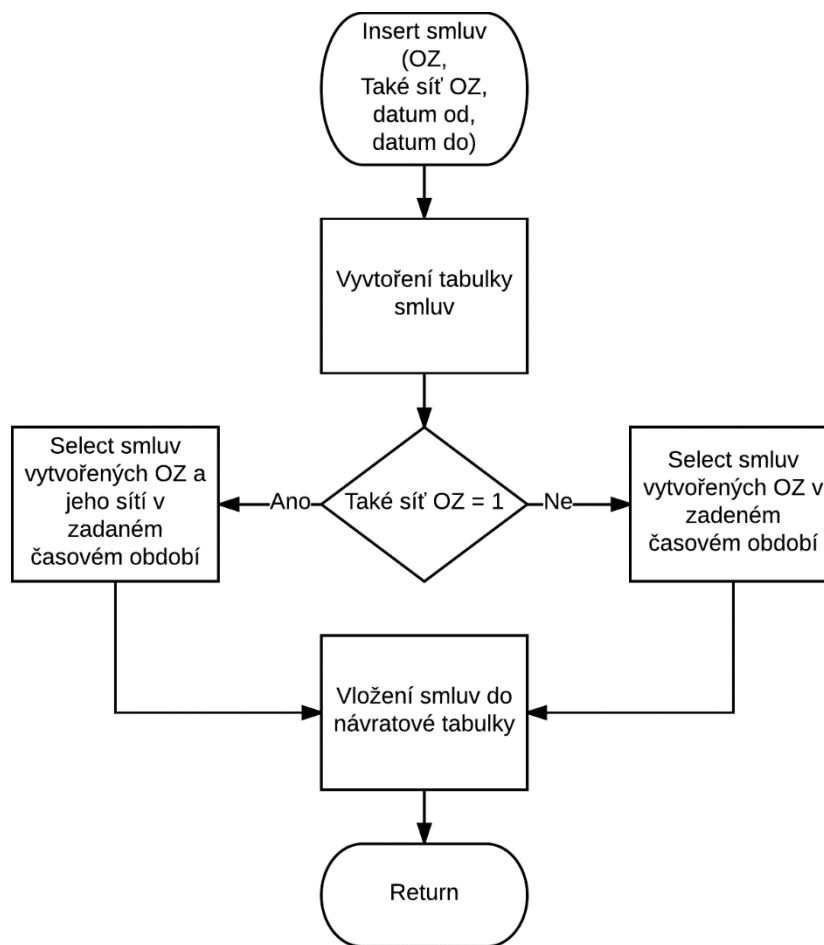 Insert smluv
(OZ,
Také síť OZ,
datum od,
datum do)
Vyvtoření tabulky
smluv
Select smluv
vytvořených OZ a
jeho sítí v
zadaném
časovém období
Ano
Také síť OZ = 1
Ne
Select smluv
vytvořených OZ v
zadeném
časovém období
Vložení smluv do
návratové tabulky
Return